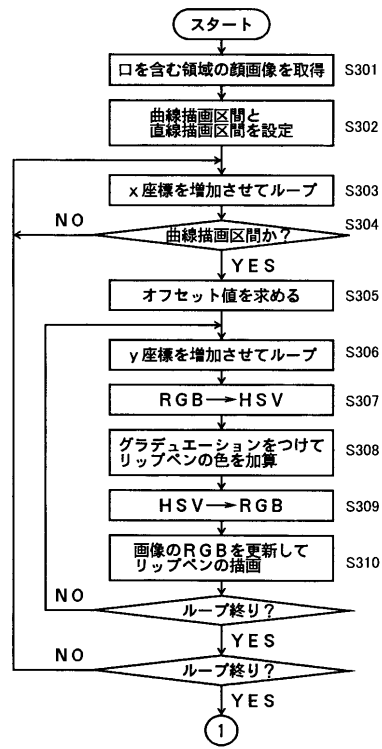 スタート
口を含む領域の顔画像を取得
S301
曲線描画区間と
直線描画区間を設定
S302
x座標を増加させてループ
S303
S304
NO
曲線描画区間か?
YES
オフセット値を求める
S305
y座標を増加させてループ
S306
RGB→HSV
S307
グラデュエーションをつけて
リップペンの色を加算
S308
HSV→RGB
S309
画像のRGBを更新して
リップペンの描画
S310
NO
ループ終り?
YES
NO
ループ終り?
YES
1